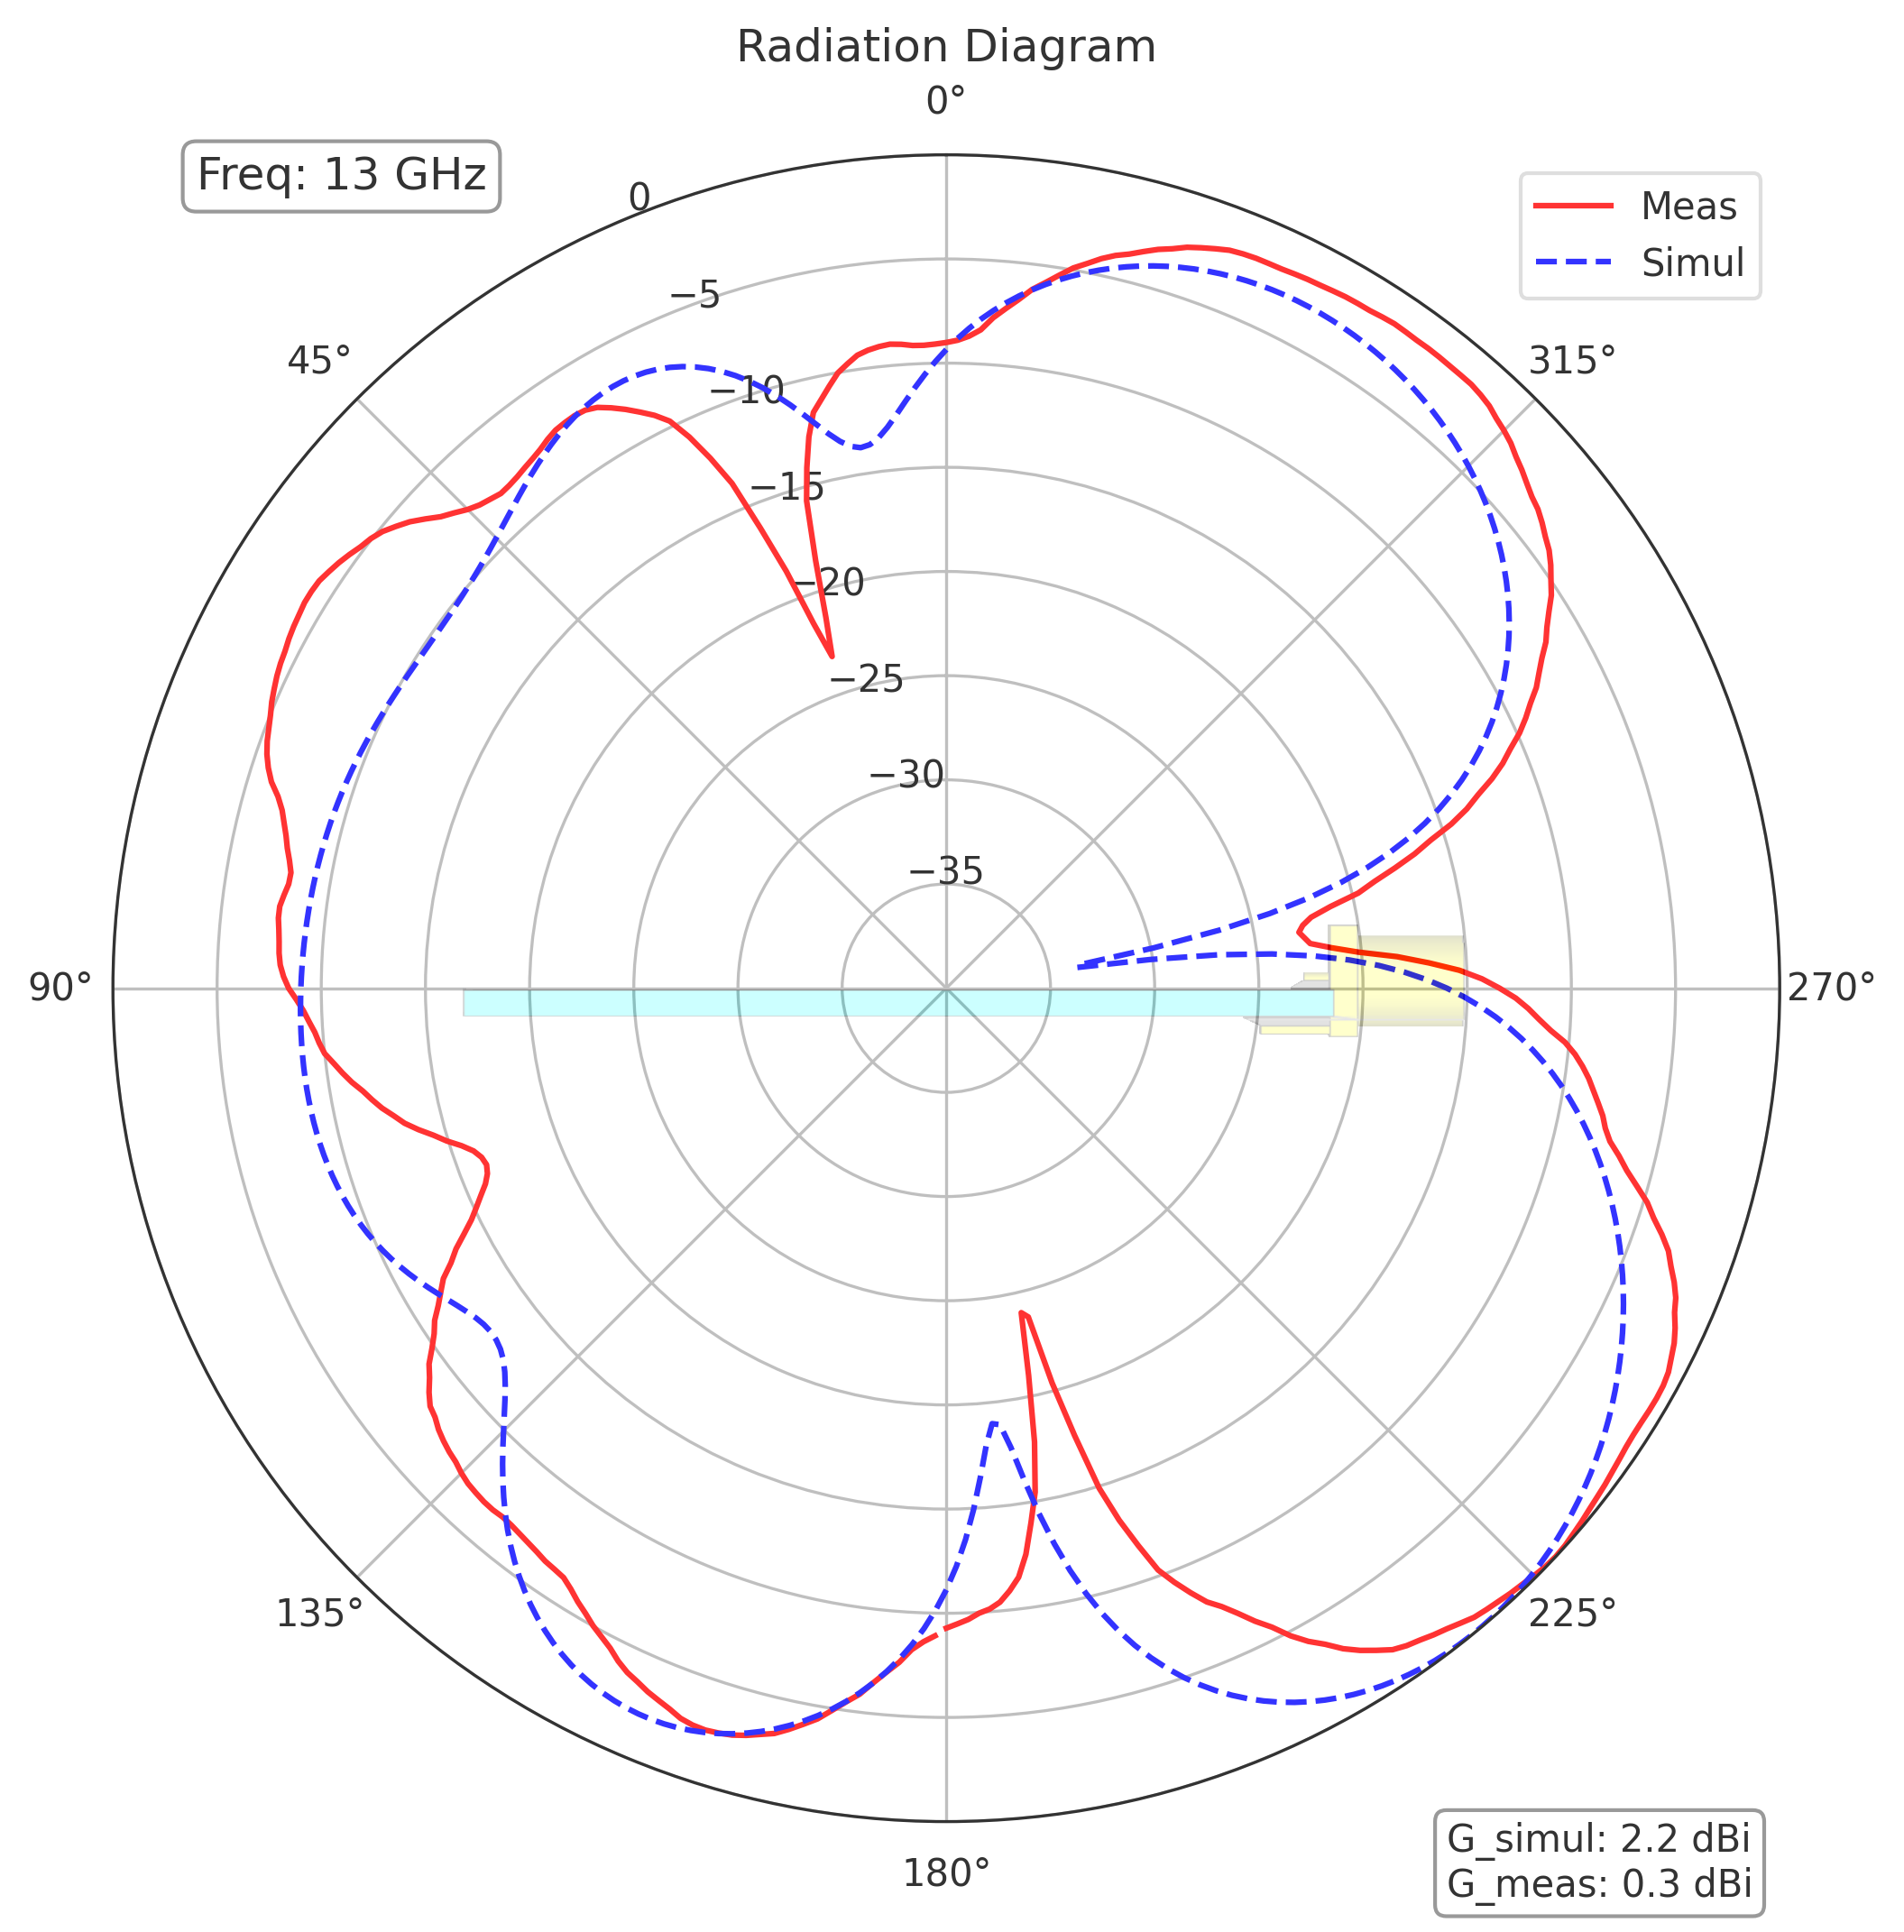 Radiation Diagram
0°
Freq: 13 GHz
0
Meas
Simul
−5
45°
315°
−10
−15
−20
−25
−30
−35
90°
270°
135°
225°
180°
G_simul: 2.2 dBi
G_meas: 0.3 dBi